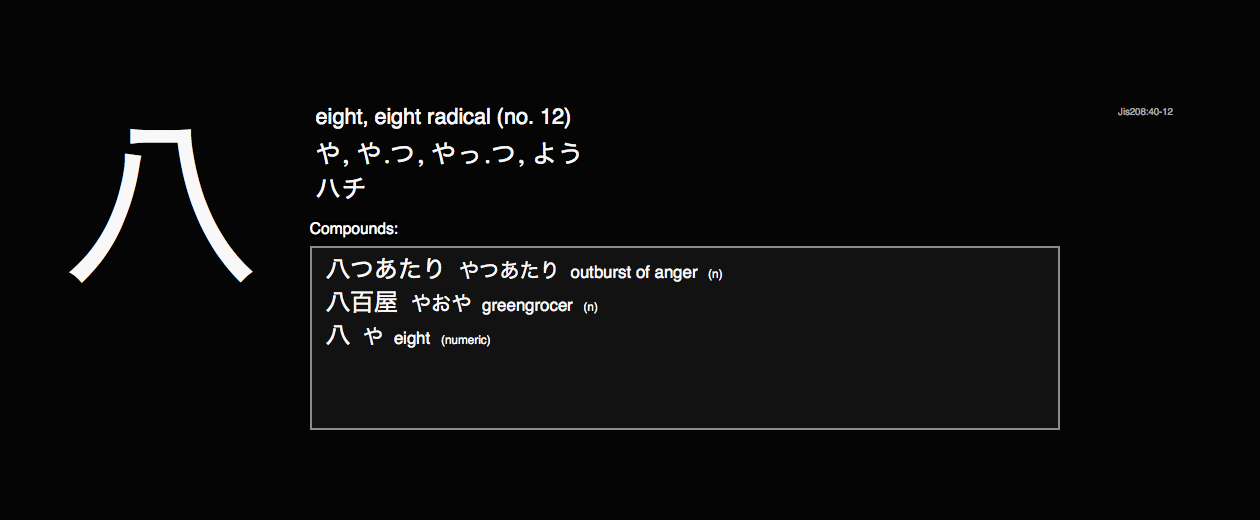 八
eight, eight radical (no. 12)
Jis208:40-12
や, や.つ, やっ.つ, よう
ハチ
Compounds:
八つあたり やつあたり outburst of anger (n)
八百屋 やおや greengrocer (n)
八 や eight (numeric)